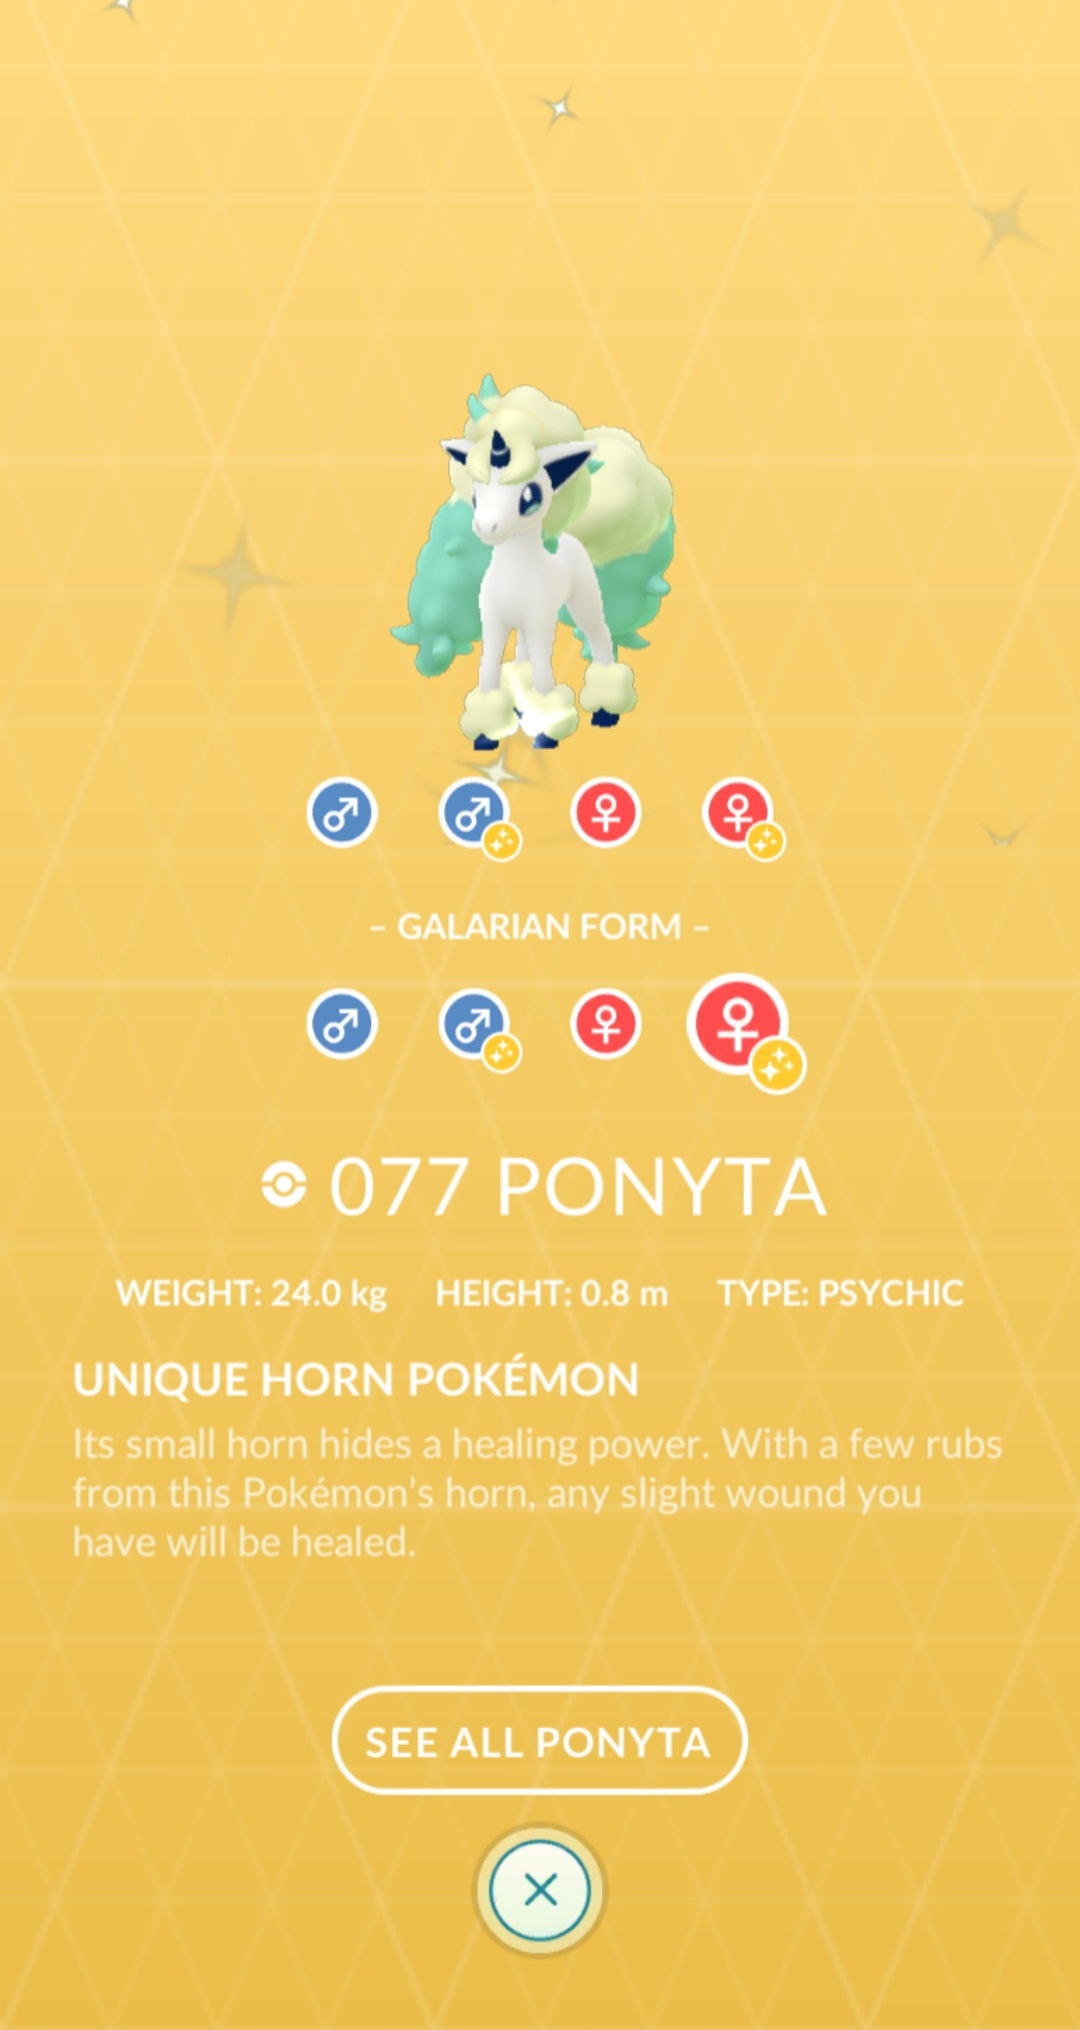 – GALARIAN FORM –
077 PONYTA
WEIGHT: 24.0 kg HEIGHT: 0.8 m TYPE: PSYCHIC
UNIQUE HORN POKÉMON
Its small horn hides a healing power. With a few rubs
from this Pokémon’s horn, any slight wound you
have will be healed.
SEE ALL PONYTA